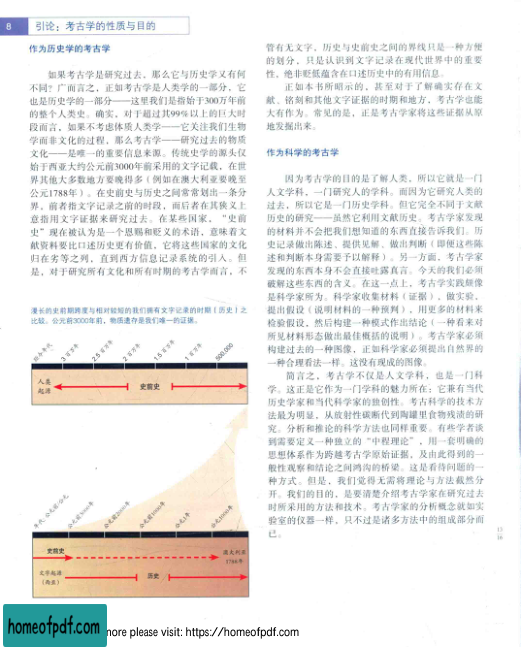 8 引论：考古学的性质与目的
作为历史学的考古学
如果考古学是研究过去，那么它与历史学又有何
不同？广而言之，正如考古学是人类学的一部分，它
也是历史学的一部分——这里我们是指始于300万年前
的整个人类史。确实，对于超过其99%以上的巨大时
段而言，如果不考虑体质人类学——它关注我们生物
学而非文化的过程，那么考古学——研究过去的物质
文化——是唯一的重要信息来源。传统史学的源头仅
始于西亚大约公元前3000年前采用的文字记载，在世
界其他大多数地方要晚得多（例如在澳大利亚要晚至
公元1788年）。在史前史与历史之间常常划出一条分
界，前者指文字记录之前的时段，而后者在其狭义上
意指用文字证据来研究过去。在某些国家，“史前
史”现在被认为是一个恩赐和贬义的术语，意味着文
献资料要比口述历史更有价值，它将这些国家的文化
归在劣等之列，直到西方信息记录系统的引入。但
是，对于研究所有文化和所有时期的考古学而言，不
漫长的史前期跨度与相对较短的我们拥有文字记录的时期（历史）之
比较。公元前3000年前，物质遗存是我们唯一的证据。
距今年代
3百万年
2.5百万年
2百万年
1.5百万年
1百万年
500,000
人类
起源
史前史
年代：公元前/公元
公元前3000年
公元前2000年
公元前1000年
公元1年
公元1000年
史前史
澳大利亚
1788年
文字起源
（西亚）
历史
管有无文字，历史与史前史之间的界线只是一种方便
的划分，只是认识到文字记录在现代世界中的重要
性，绝非贬低蕴含在口述历史中的有用信息。
正如本书所昭示的，甚至对于了解确实存在文
献、铭刻和其他文字证据的时期和地方，考古学也能
大有作为。常见的是，正是考古学家将这些证据从原
地发掘出来。
作为科学的考古学
因为考古学的目的是了解人类，所以它就是一门
人文学科，一门研究人的学科。而因为它研究人类的
过去，所以它是一门历史学科。但它完全不同于文献
历史的研究——虽然它利用文献历史。考古学家发现
的材料并不会把我们想知道的东西直接告诉我们。历
史记录做出陈述、提供见解、做出判断（即便这些陈
述和判断本身需要予以解释）。另一方面，考古学家
发现的东西本身不会直接吐露真言。今天的我们必须
破解这些东西的含义。在这一点上，考古学实践颇像
是科学家所为。科学家收集材料（证据），做实验，
提出假设（说明材料的一种预判），用更多的材料来
检验假设，然后构建一种模式作出结论（一种看来对
所见材料形态做出最佳概括的说明）。考古学家必须
构建过去的一种图像，正如科学家必须提出自然界的
一种合理看法一样。这没有现成的图像。
简言之，考古学不仅是人文学科，也是一门科
学。这正是它作为一门学科的魅力所在：它兼有当代
历史学家和当代科学家的独创性。考古科学的技术方
法最为明显，从放射性碳断代到陶罐里食物残渣的研
究。分析和推论的科学方法也同样重要。有些学者谈
到需要定义一种独立的“中程理论”，用一套明确的
思想体系作为跨越考古学原始证据，及由此得到的一
般性观察和结论之间鸿沟的桥梁。这是看待问题的一
种方式。但是，我们觉得无需将理论与方法截然分
开。我们的目的，是要清楚介绍考古学家在研究过去
时所采用的方法和技术。考古学家的分析概念就如实
验室的仪器一样，只不过是诸多方法中的组成部分而
已。
homeofpdf.com
more please visit: https://homeofpdf.com